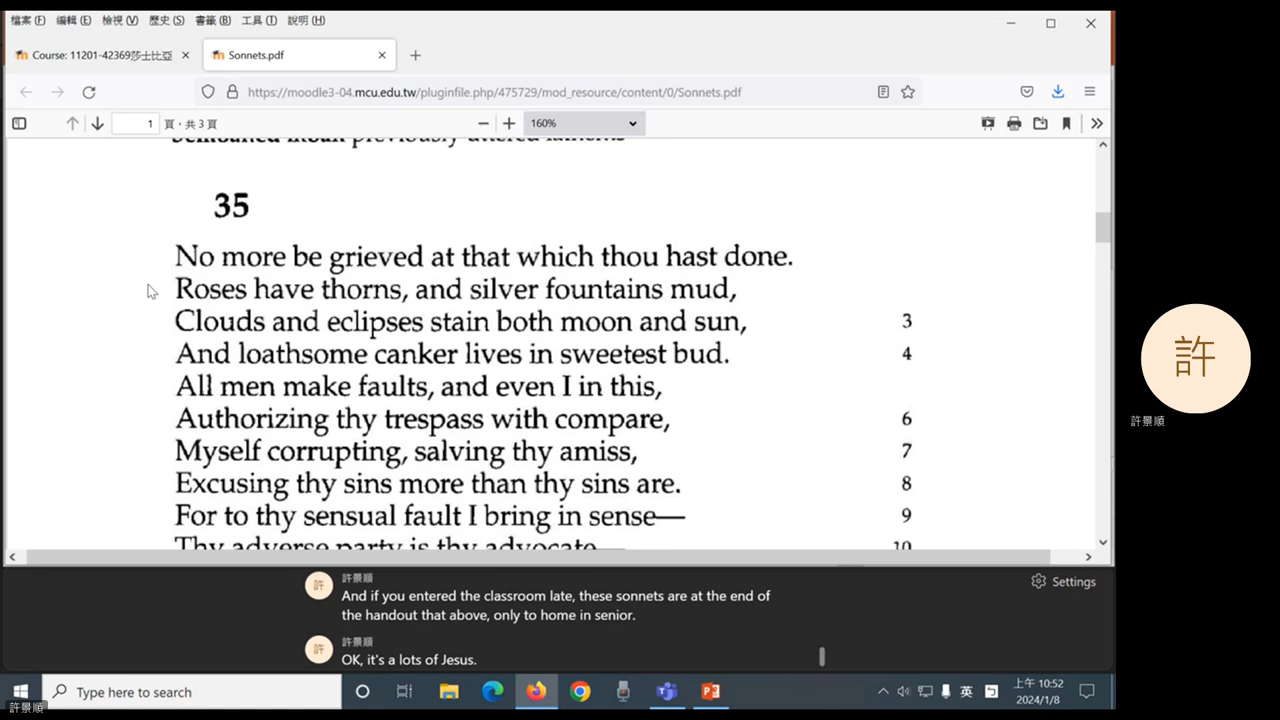 檔案 (F) 編輯 (E) 檢視 (V) 歷史 (S) 書籤 (B) 工具 (T) 說明 (H)
Course: 11201-42369莎士比亞
Sonnets.pdf
https://moodle3-04.mcu.edu.tw/pluginfile.php/475729/mod_resource/content/0/Sonnets.pdf
1 頁，共 3 頁
160%
35
No more be grieved at that which thou hast done.
Roses have thorns, and silver fountains mud,
Clouds and eclipses stain both moon and sun, 3
And loathsome canker lives in sweetest bud. 4
All men make faults, and even I in this,
Authorizing thy trespass with compare, 6
Myself corrupting, salving thy amiss, 7
Excusing thy sins more than thy sins are. 8
For to thy sensual fault I bring in sense— 9
Thy adverse party is thy advocate— 10
許
許景順
許
許景順
And if you entered the classroom late, these sonnets are at the end of
the handout that above, only to home in senior.
Settings
許
許景順
OK, it's a lots of Jesus.
Type here to search
英
上午 10:52
2024/1/8
許景順